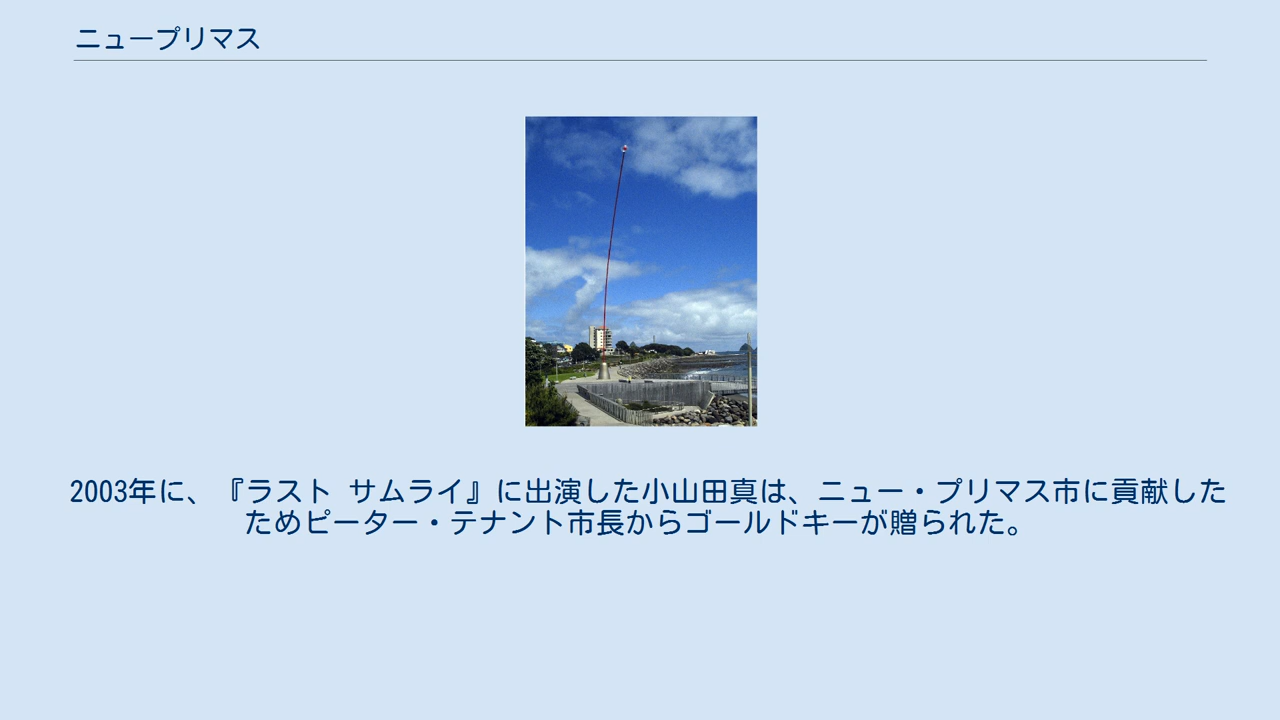 ニュープリマス
2003年に、『ラスト サムライ』に出演した小山田真は、ニュー・プリマス市に貢献した
ためピーター・テナント市長からゴールドキーが贈られた。